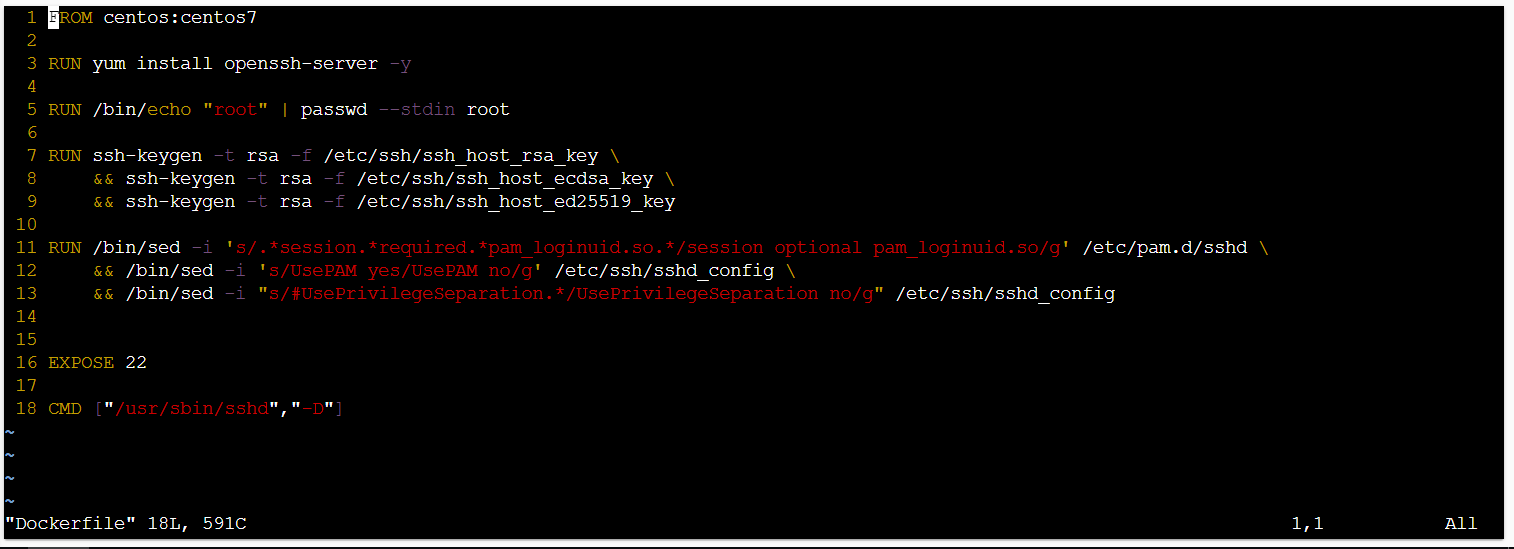 1 FROM centos:centos7
2
3 RUN yum install openssh-server -y
4
5 RUN /bin/echo "root" | passwd --stdin root
6
7 RUN ssh-keygen -t rsa -f /etc/ssh/ssh_host_rsa_key \
8     && ssh-keygen -t rsa -f /etc/ssh/ssh_host_ecdsa_key \
9     && ssh-keygen -t rsa -f /etc/ssh/ssh_host_ed25519_key
10
11 RUN /bin/sed -i 's/.*session.*required.*pam_loginuid.so.*/session optional pam_loginuid.so/g' /etc/pam.d/sshd \
12     && /bin/sed -i 's/UsePAM yes/UsePAM no/g' /etc/ssh/sshd_config \
13     && /bin/sed -i "s/#UsePrivilegeSeparation.*/UsePrivilegeSeparation no/g" /etc/ssh/sshd_config
14
15
16 EXPOSE 22
17
18 CMD ["/usr/sbin/sshd","-D"]
~
~
~
~
"Dockerfile" 18L, 591C 1,1 All